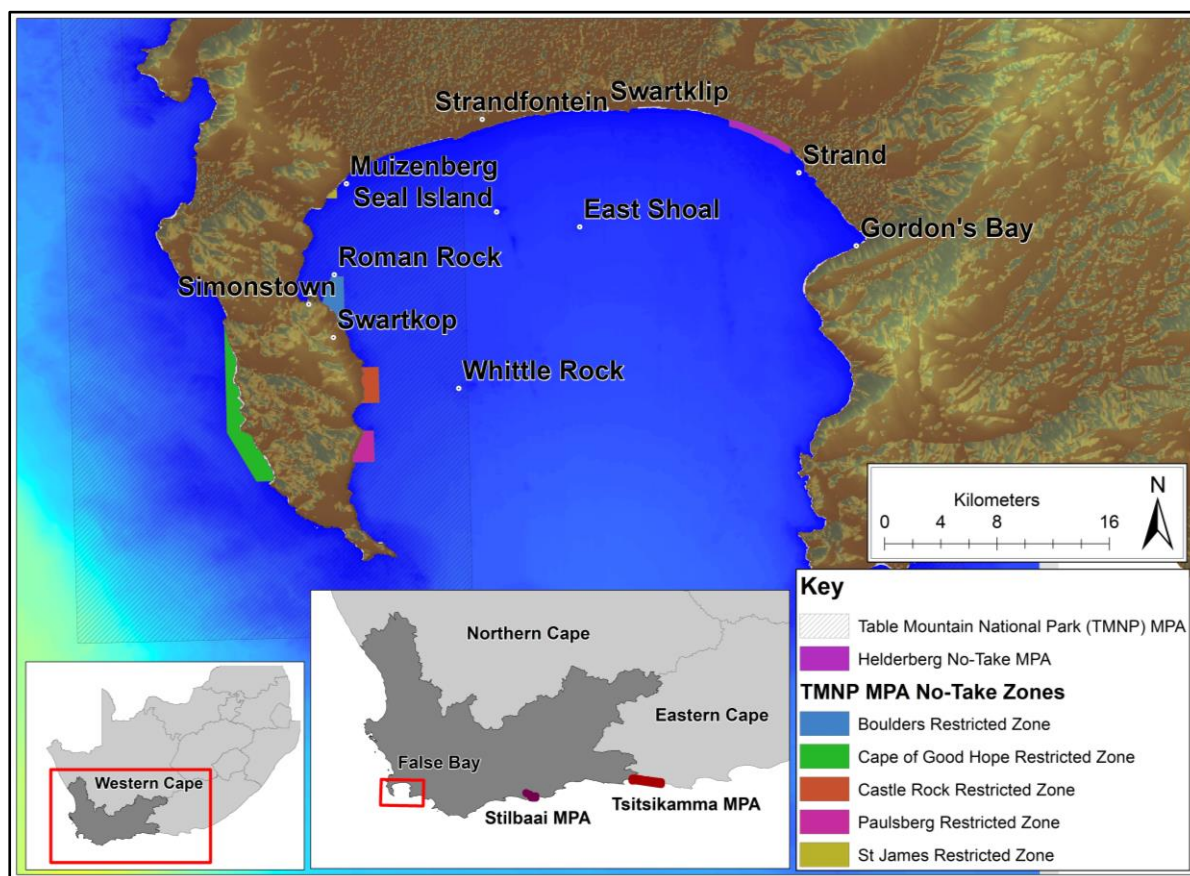 Swartklip
Strandfontein
Strand
Muizenberg
Seal Island
East Shoal
Gordon's Bay
Roman Rock
Simonstown
Swartkop
Whittle Rock
Kilometers
0 4 8 16
N
Key
Table Mountain National Park (TMNP) MPA
Helderberg No-Take MPA
TMNP MPA No-Take Zones
Boulders Restricted Zone
Cape of Good Hope Restricted Zone
Castle Rock Restricted Zone
Paulsberg Restricted Zone
St James Restricted Zone
Northern Cape
Eastern Cape
False Bay
Stilbaai MPA
Tsitsikamma MPA
Western Cape